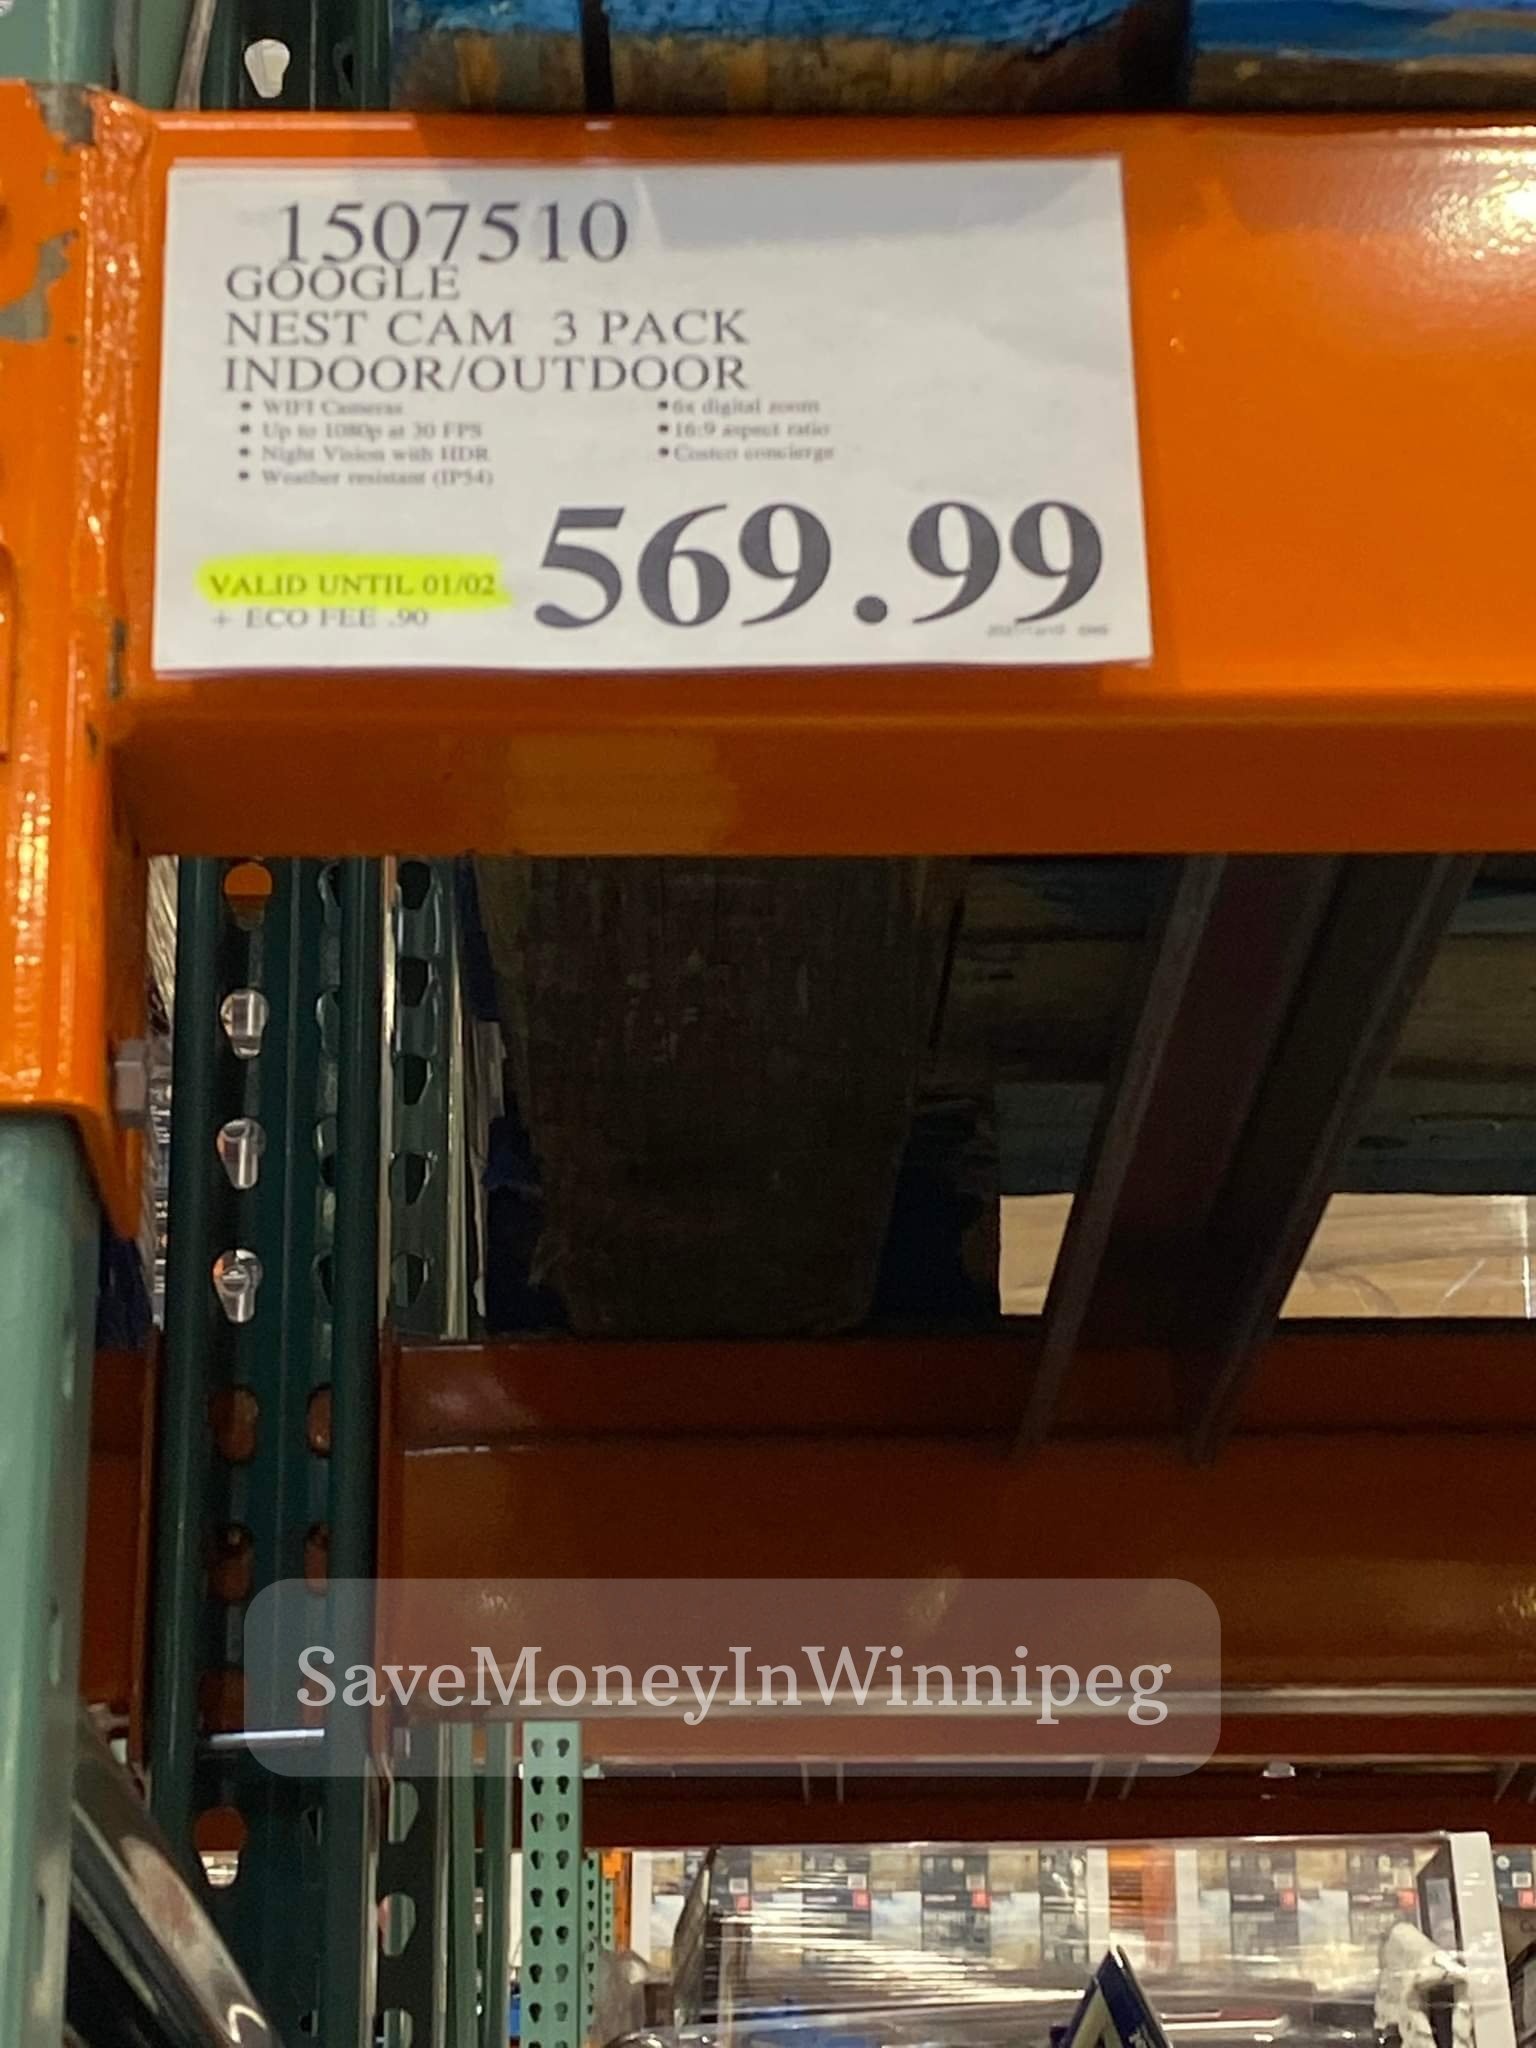 1507510
GOOGLE
NEST CAM 3 PACK
INDOOR/OUTDOOR
• WIFI Cameras
• Up to 1080p at 30 FPS
• Night Vision with HDR
• Weather resistant (IP54)
• 6x digital zoom
• 16:9 aspect ratio
• Costco concierge
569.99
VALID UNTIL 01/02
+ ECO FEE .90
SaveMoneyInWinnipeg